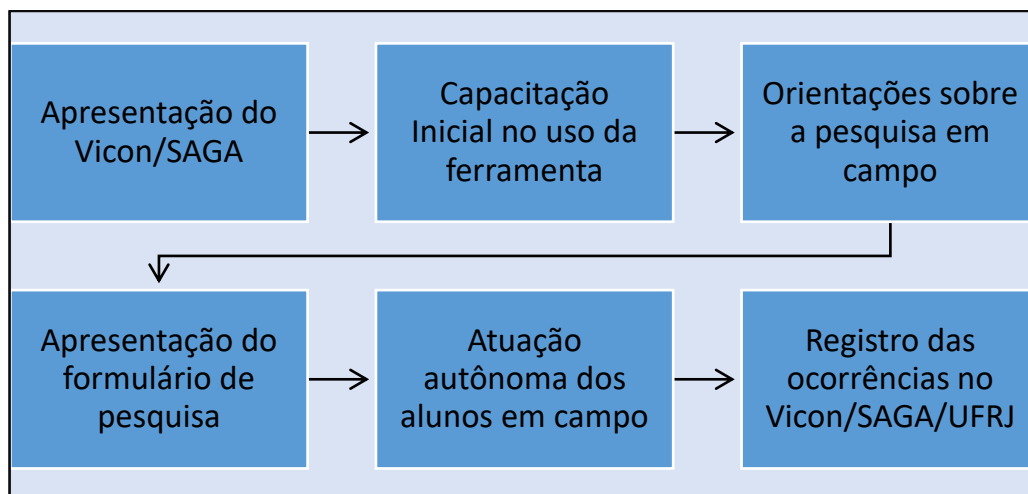 Apresentação do
Vicon/SAGA
Capacitação
Inicial no uso da
ferramenta
Orientações sobre
a pesquisa em
campo
Apresentação do
formulário de
pesquisa
Atuação
autônoma dos
alunos em campo
Registro das
ocorrências no
Vicon/SAGA/UFRJ